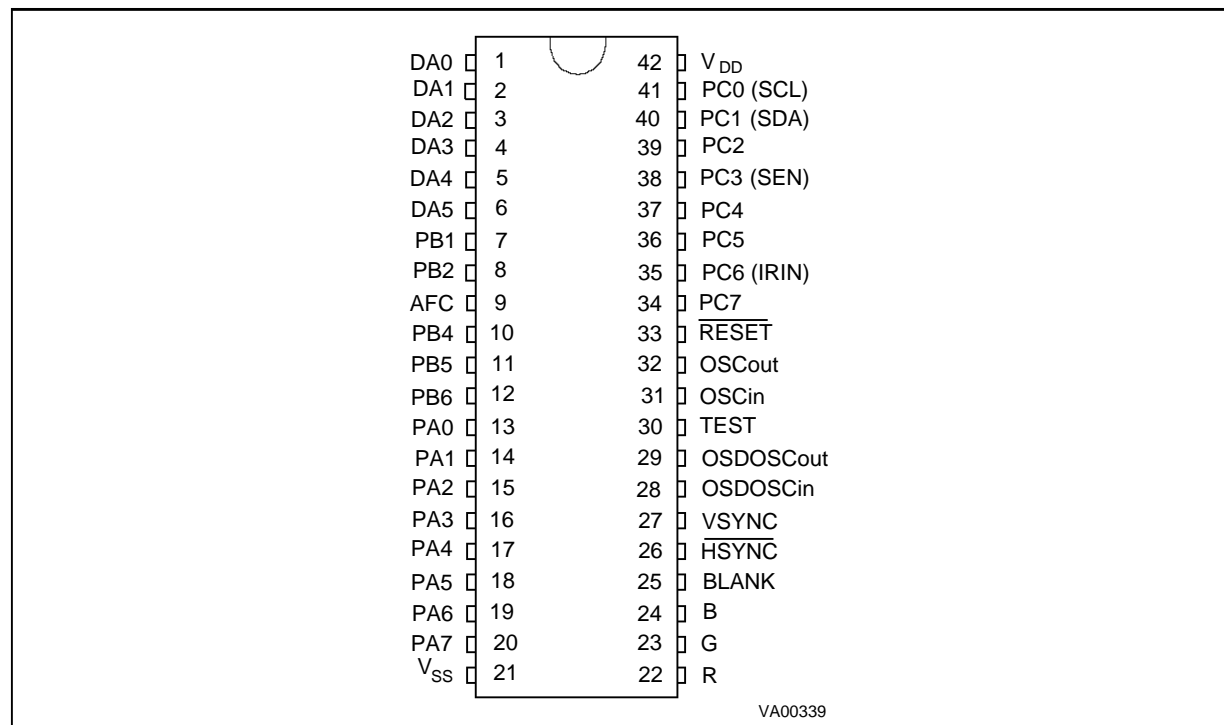 DA0 1 42 VDD
DA1 2 41 PC0 (SCL)
DA2 3 40 PC1 (SDA)
DA3 4 39 PC2
DA4 5 38 PC3 (SEN)
DA5 6 37 PC4
PB1 7 36 PC5
PB2 8 35 PC6 (IRIN)
AFC 9 34 PC7
PB4 10 33 RESET
PB5 11 32 OSCout
PB6 12 31 OSCin
PA0 13 30 TEST
PA1 14 29 OSDOSCout
PA2 15 28 OSDOSCin
PA3 16 27 VSYNC
PA4 17 26 HSYNC
PA5 18 25 BLANK
PA6 19 24 B
PA7 20 23 G
VSS 21 22 R
VA00339